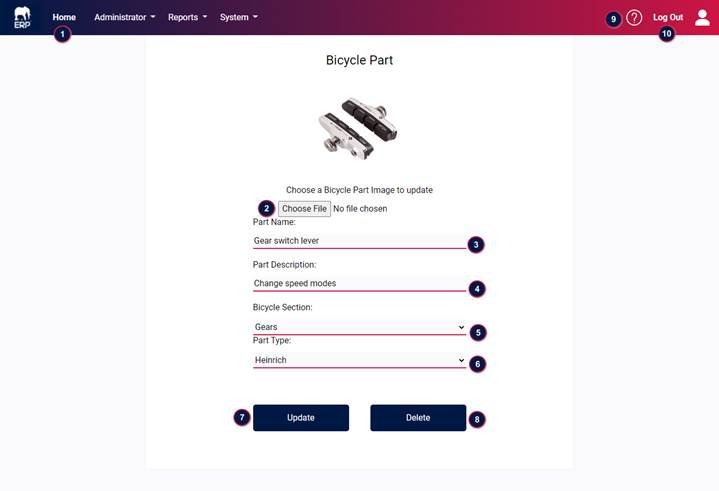 ERP
Home Administrator Reports System
9 Log Out
1
10
Bicycle Part
Choose a Bicycle Part Image to update
2 Choose File No file chosen
Part Name:
Gear switch lever 3
Part Description:
Change speed modes 4
Bicycle Section:
Gears 5
Part Type:
Heinrich 6
7 Update Delete 8